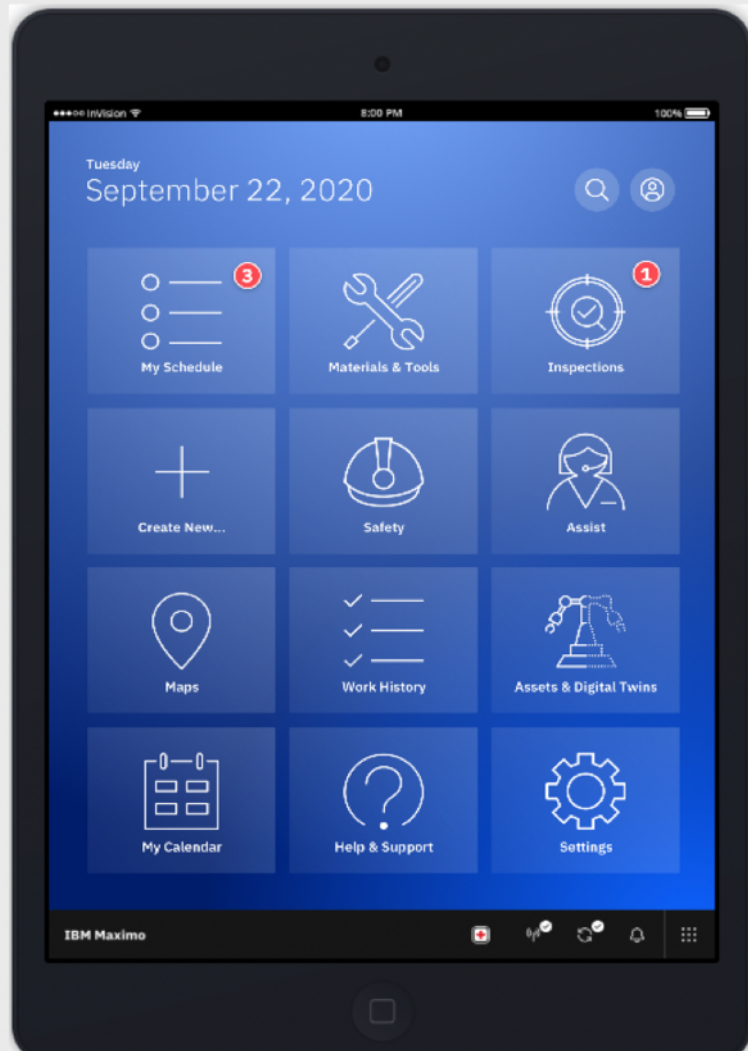 InVision
8:00 PM
100%
Tuesday
September 22, 2020
3
1
My Schedule
Materials & Tools
Inspections
Create New...
Safety
Assist
Maps
Work History
Assets & Digital Twins
My Calendar
Help & Support
Settings
IBM Maximo